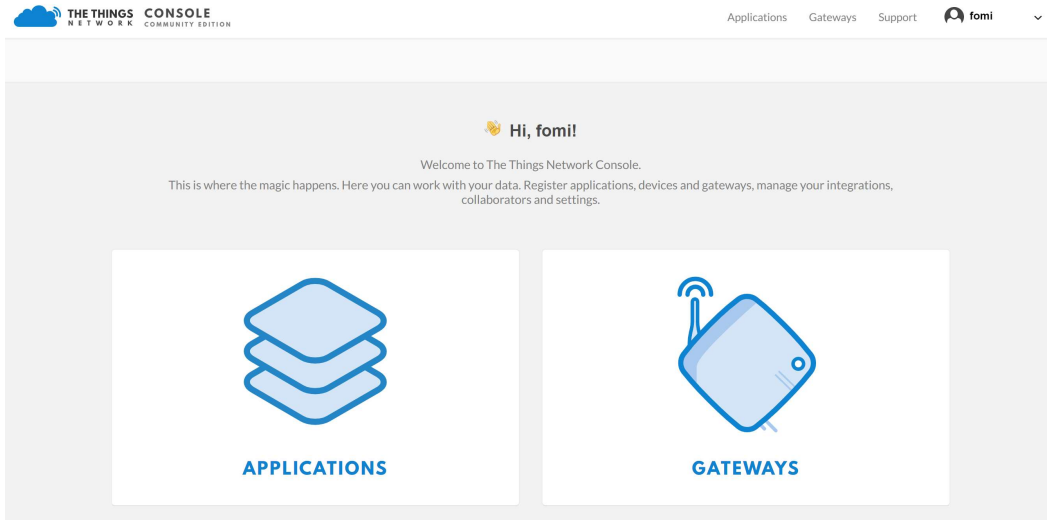 THE THINGS NETWORK CONSOLE COMMUNITY EDITION
Applications Gateways Support fomi
Hi, fomi!
Welcome to The Things Network Console.
This is where the magic happens. Here you can work with your data. Register applications, devices and gateways, manage your integrations,
collaborators and settings.
APPLICATIONS
GATEWAYS